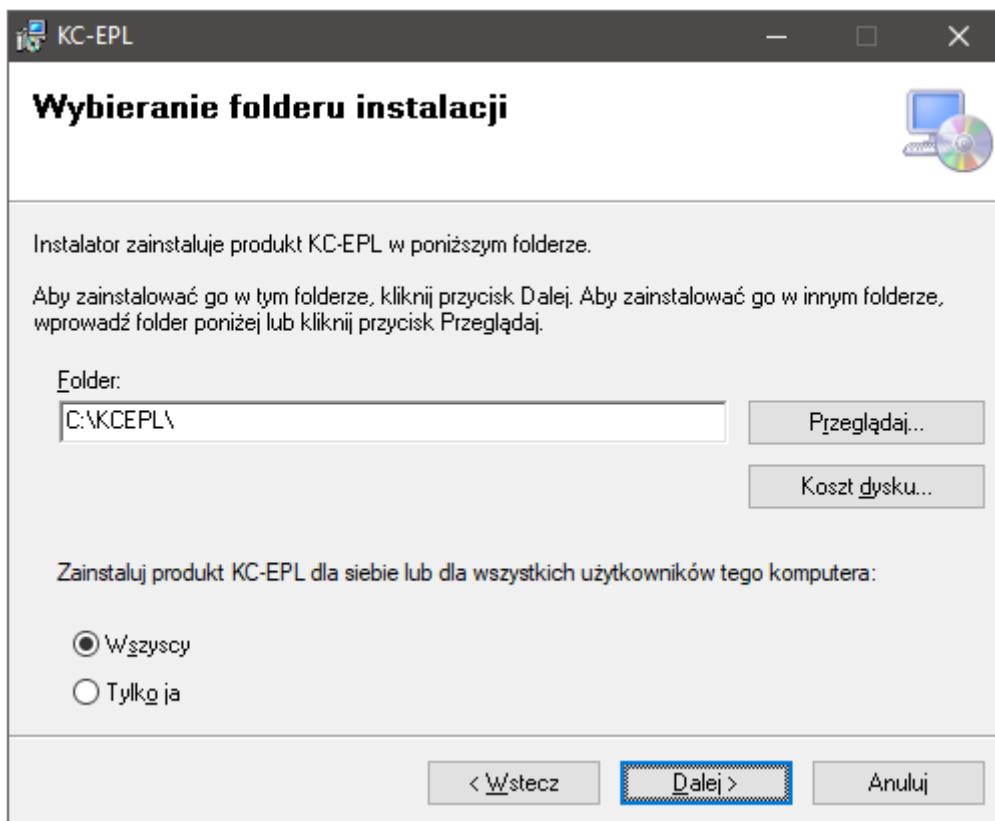 KC-EPL
Wybieranie folderu instalacji
Instalator zainstaluje produkt KC-EPL w poniższym folderze.
Aby zainstalować go w tym folderze, kliknij przycisk Dalej. Aby zainstalować go w innym folderze,
wprowadź folder poniżej lub kliknij przycisk Przeglądaj.
Folder:
C:\KCEPL\
Przeglądaj...
Koszt dysku...
Zainstaluj produkt KC-EPL dla siebie lub dla wszystkich użytkowników tego komputera:
Wszyscy
Tylko ja
< Wstecz
Dalej >
Anuluj